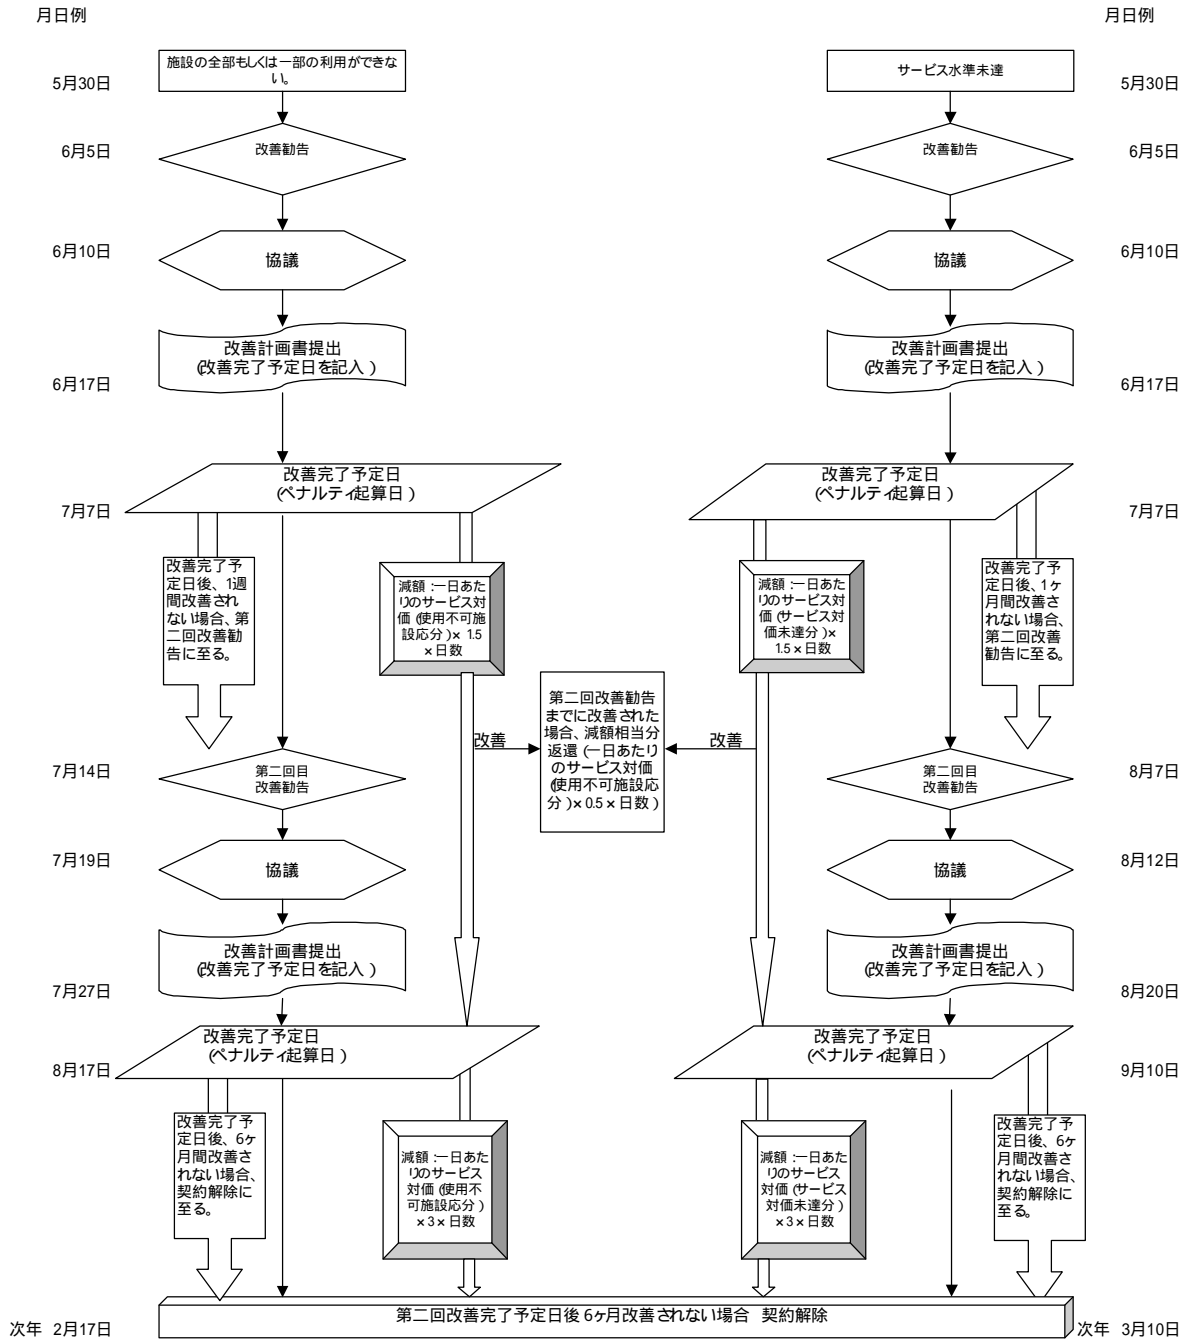 月日例
月日例
施設の全部もしくは一部の利用ができな
い。
サービス水準未達
5月30日
5月30日
改善勧告
改善勧告
6月5日
6月5日
協議
協議
6月10日
6月10日
改善計画書提出
(改善完了予定日を記入)
改善計画書提出
(改善完了予定日を記入)
6月17日
6月17日
改善完了予定日
(ペナルティ起算日)
改善完了予定日
(ペナルティ起算日)
7月7日
7月7日
改善完了予
定日後、1週
間改善され
ない場合、第
二回改善勧
告に至る。
減額:一日あた
りのサービス対
価(使用不可施
設応分)× 1.5
×日数
減額:一日あた
りのサービス対
価(サービス対
価未達分)×
1.5×日数
改善完了予
定日後、1ヶ
月間改善さ
れない場合、
第二回改善
勧告に至る。
第二回改善勧告
までに改善された
場合、減額相当分
返還(一日あたり
のサービス対価
(使用不可施設応
分)×0.5×日数)
改善
改善
7月14日
第二回目
改善勧告
第二回目
改善勧告
8月7日
7月19日
協議
協議
8月12日
改善計画書提出
(改善完了予定日を記入)
改善計画書提出
(改善完了予定日を記入)
7月27日
8月20日
改善完了予定日
(ペナルティ起算日)
改善完了予定日
(ペナルティ起算日)
8月17日
9月10日
改善完了予
定日後、6ヶ
月間改善さ
れない場合、
契約解除に
至る。
減額:一日あた
りのサービス
対価(使用不
可施設応分)
×3×日数
減額:一日あた
りのサービス
対価(サービス
対価未達分)
×3×日数
改善完了予
定日後、6ヶ
月間改善さ
れない場合、
契約解除に
至る。
第二回改善完了予定日後6ヶ月改善されない場合 契約解除
次年 2月17日
次年 3月10日